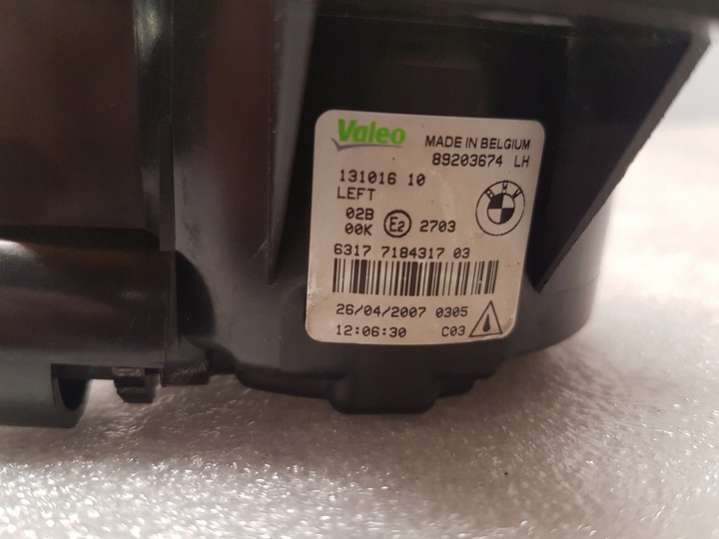 Valeo MADE IN BELGIUM
89203674 LH
131016 10
LEFT
BMW
02B
00K E2 2703
6317 7184317 03
26/04/2007 0305
12:06:30 C03